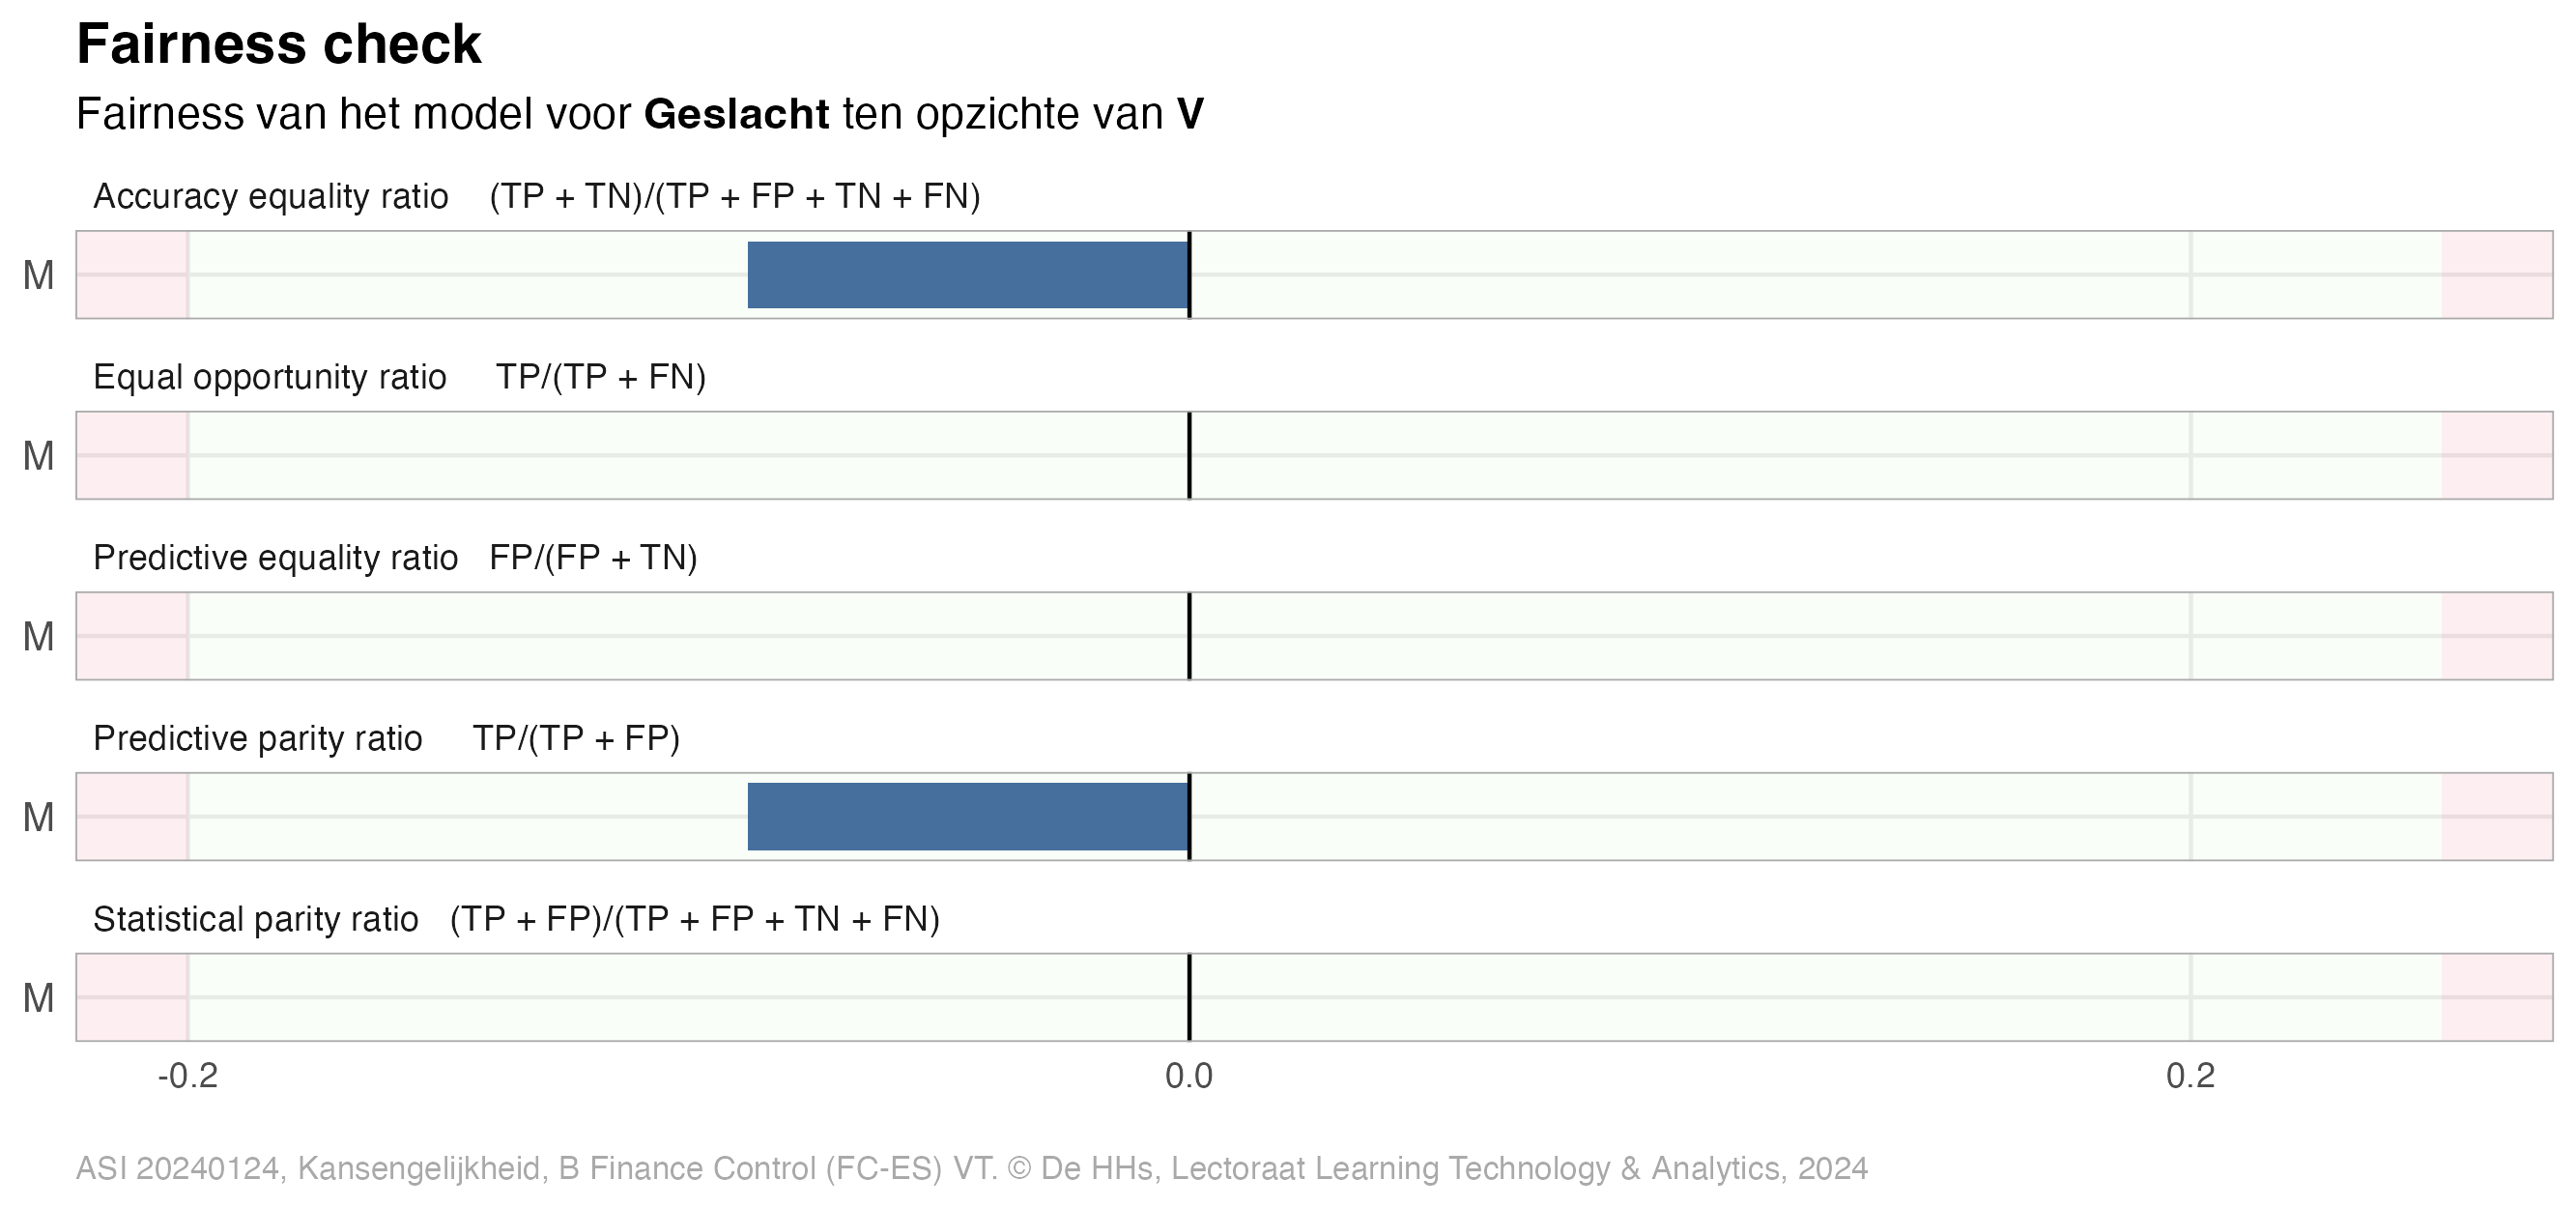 Fairness check
Fairness van het model voor Geslacht ten opzichte van V
Accuracy equality ratio (TP + TN)/(TP + FP + TN + FN)
M
Equal opportunity ratio TP/(TP + FN)
M
Predictive equality ratio FP/(FP + TN)
M
Predictive parity ratio TP/(TP + FP)
M
Statistical parity ratio (TP + FP)/(TP + FP + TN + FN)
M
-0.2 0.0 0.2
ASI 20240124, Kansengelijkheid, B Finance Control (FC-ES) VT. © De HHs, Lectoraat Learning Technology & Analytics, 2024